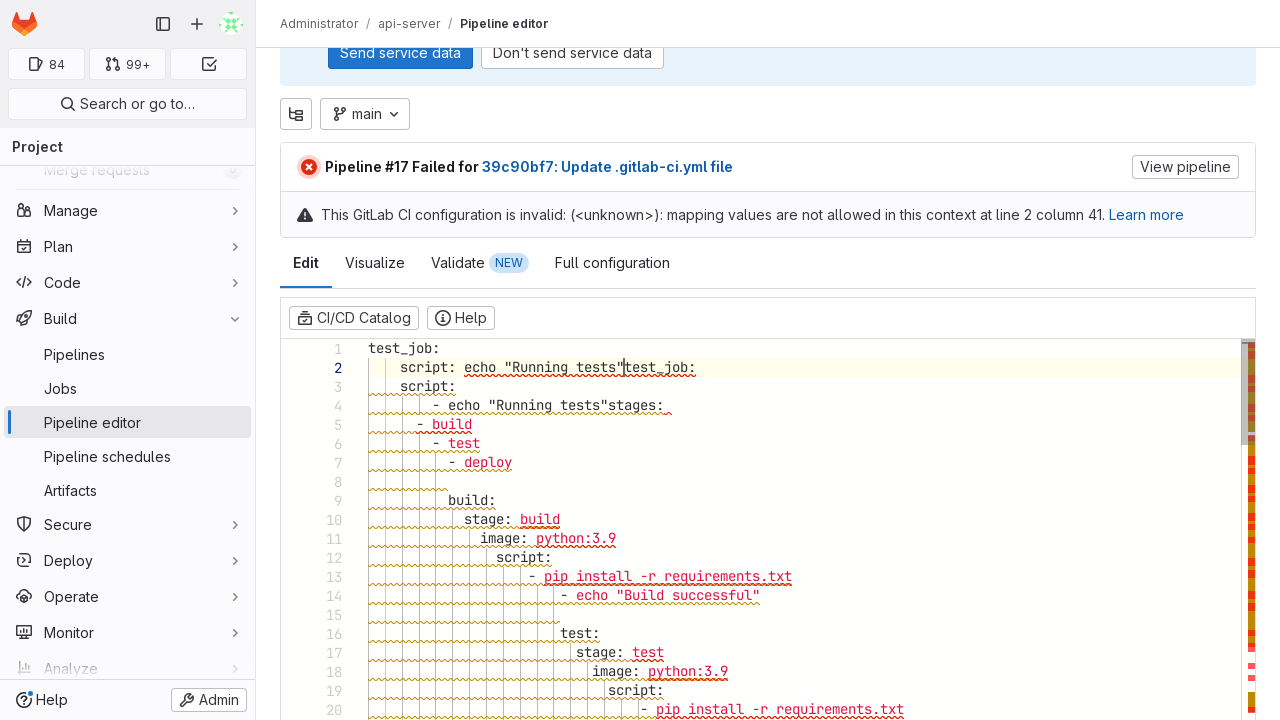 Administrator / api-server / Pipeline editor
84
99+
Search or go to…
Project
Merge requests
Manage
Plan
Code
Build
Pipelines
Jobs
Pipeline editor
Pipeline schedules
Artifacts
Secure
Deploy
Operate
Monitor
Analyze
Help
Admin
Send service data
Don't send service data
main
Pipeline #17 Failed for 39c90bf7: Update .gitlab-ci.yml file
View pipeline
This GitLab CI configuration is invalid: (<unknown>): mapping values are not allowed in this context at line 2 column 41. Learn more
Edit
Visualize
Validate NEW
Full configuration
CI/CD Catalog
Help
1 test_job:
2 script: echo "Running tests"test_job:
3 script:
4 - echo "Running tests"stages:
5 - build
6 - test
7 - deploy
8
9 build:
10 stage: build
11 image: python:3.9
12 script:
13 - pip install -r requirements.txt
14 - echo "Build successful"
15
16 test:
17 stage: test
18 image: python:3.9
19 script:
20 - pip install -r requirements.txt